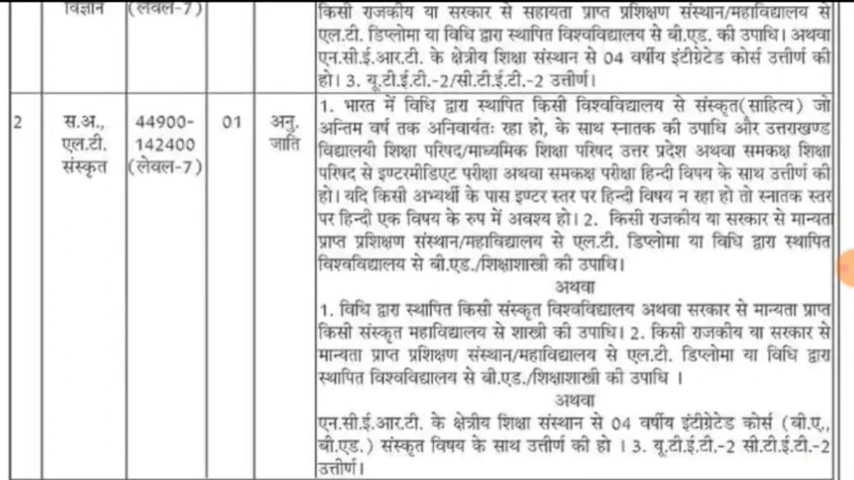 विज्ञान
(लेवल-7)
किसी राजकीय या सरकार से सहायता प्राप्त प्रशिक्षण संस्थान/महाविद्यालय से
एल.टी. डिप्लोमा या विधि द्वारा स्थापित विश्वविद्यालय से बी.एड. की उपाधि। अथवा
एन.सी.ई.आर.टी. के क्षेत्रीय शिक्षा संस्थान से 04 वर्षीय इंटीग्रेटेड कोर्स उत्तीर्ण की
हो। 3. यू.टी.ई.टी.-2/सी.टी.ई.टी.-2 उत्तीर्ण।
2
स.अ.,
एल.टी.
संस्कृत
44900-
142400
(लेवल-7)
01
अनु.
जाति
1. भारत में विधि द्वारा स्थापित किसी विश्वविद्यालय से संस्कृत(साहित्य) जो
अन्तिम वर्ष तक अनिवार्यतः रहा हो, के साथ स्नातक की उपाधि और उत्तराखण्ड
विद्यालयी शिक्षा परिषद/माध्यमिक शिक्षा परिषद उत्तर प्रदेश अथवा समकक्ष शिक्षा
परिषद से इण्टरमीडिएट परीक्षा अथवा समकक्ष परीक्षा हिन्दी विषय के साथ उत्तीर्ण की
हो। यदि किसी अभ्यर्थी के पास इण्टर स्तर पर हिन्दी विषय न रहा हो तो स्नातक स्तर
पर हिन्दी एक विषय के रुप में अवश्य हो। 2. किसी राजकीय या सरकार से मान्यता
प्राप्त प्रशिक्षण संस्थान/महाविद्यालय से एल.टी. डिप्लोमा या विधि द्वारा स्थापित
विश्वविद्यालय से बी.एड./शिक्षाशास्त्री की उपाधि।
अथवा
1. विधि द्वारा स्थापित किसी संस्कृत विश्वविद्यालय अथवा सरकार से मान्यता प्राप्त
किसी संस्कृत महाविद्यालय से शास्त्री की उपाधि। 2. किसी राजकीय या सरकार से
मान्यता प्राप्त प्रशिक्षण संस्थान/महाविद्यालय से एल.टी. डिप्लोमा या विधि द्वारा
स्थापित विश्वविद्यालय से बी.एड./शिक्षाशास्त्री की उपाधि ।
अथवा
एन.सी.ई.आर.टी. के क्षेत्रीय शिक्षा संस्थान से 04 वर्षीय इंटीग्रेटेड कोर्स (बी.ए.,
बी.एड.) संस्कृत विषय के साथ उत्तीर्ण की हो । 3. यू.टी.ई.टी.-2 सी.टी.ई.टी.-2
उत्तीर्ण।